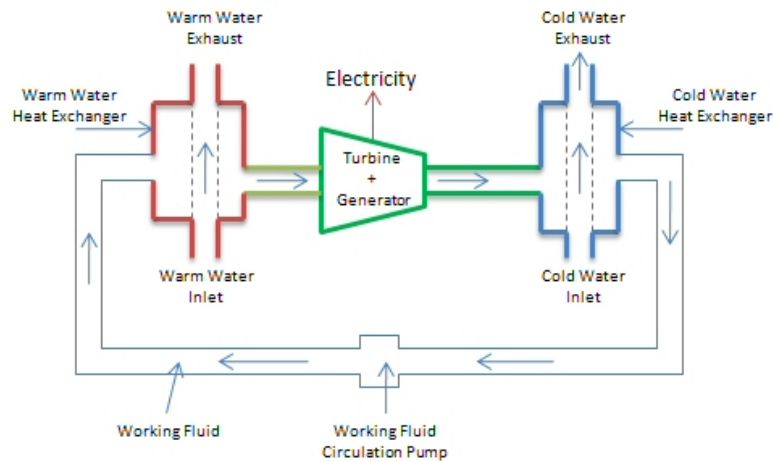 Warm Water
Exhaust
Cold Water
Exhaust
Electricity
Warm Water
Heat Exchanger
Cold Water
Heat Exchanger
Turbine
+
Generator
Warm Water
Inlet
Cold Water
Inlet
Working Fluid
Working Fluid
Circulation Pump